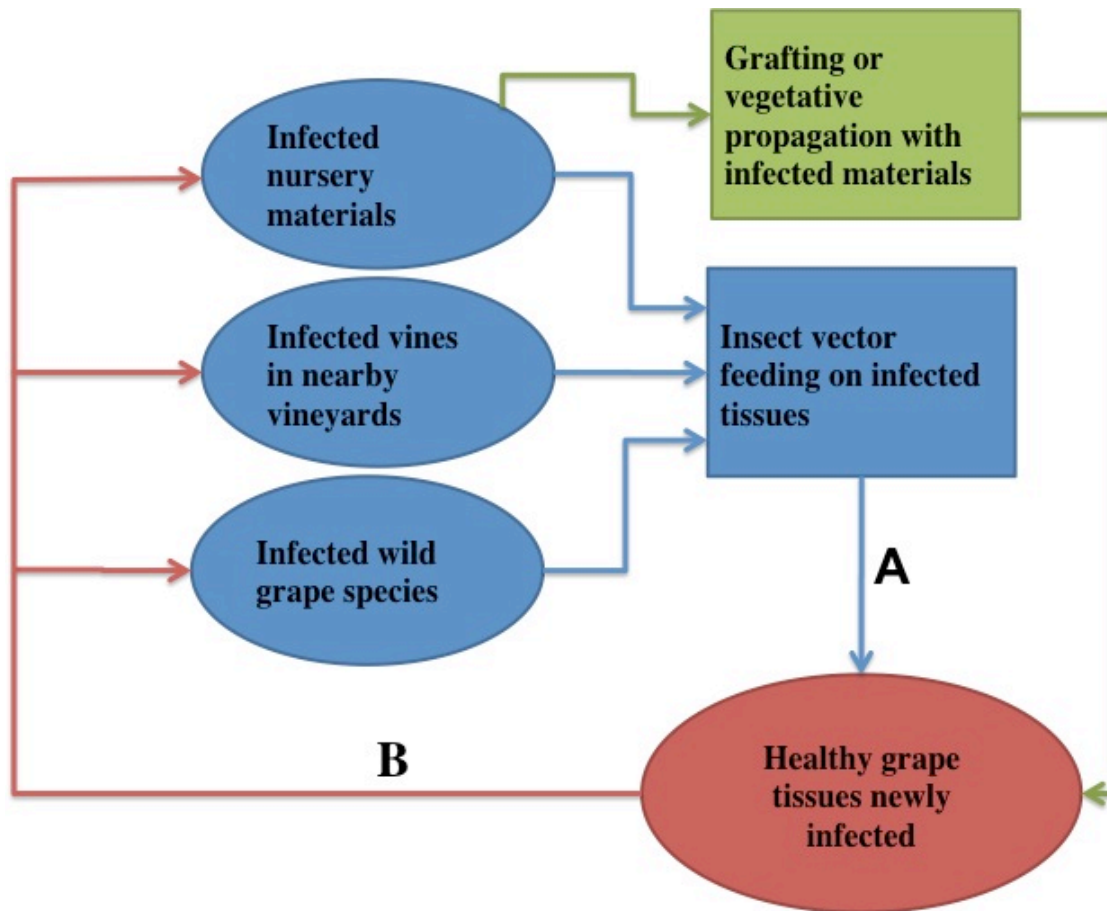 Grafting or
vegetative
propagation with
infected materials
Infected
nursery
materials
Infected vines
in nearby
vineyards
Insect vector
feeding on infected
tissues
Infected wild
grape species
A
B
Healthy grape
tissues newly
infected